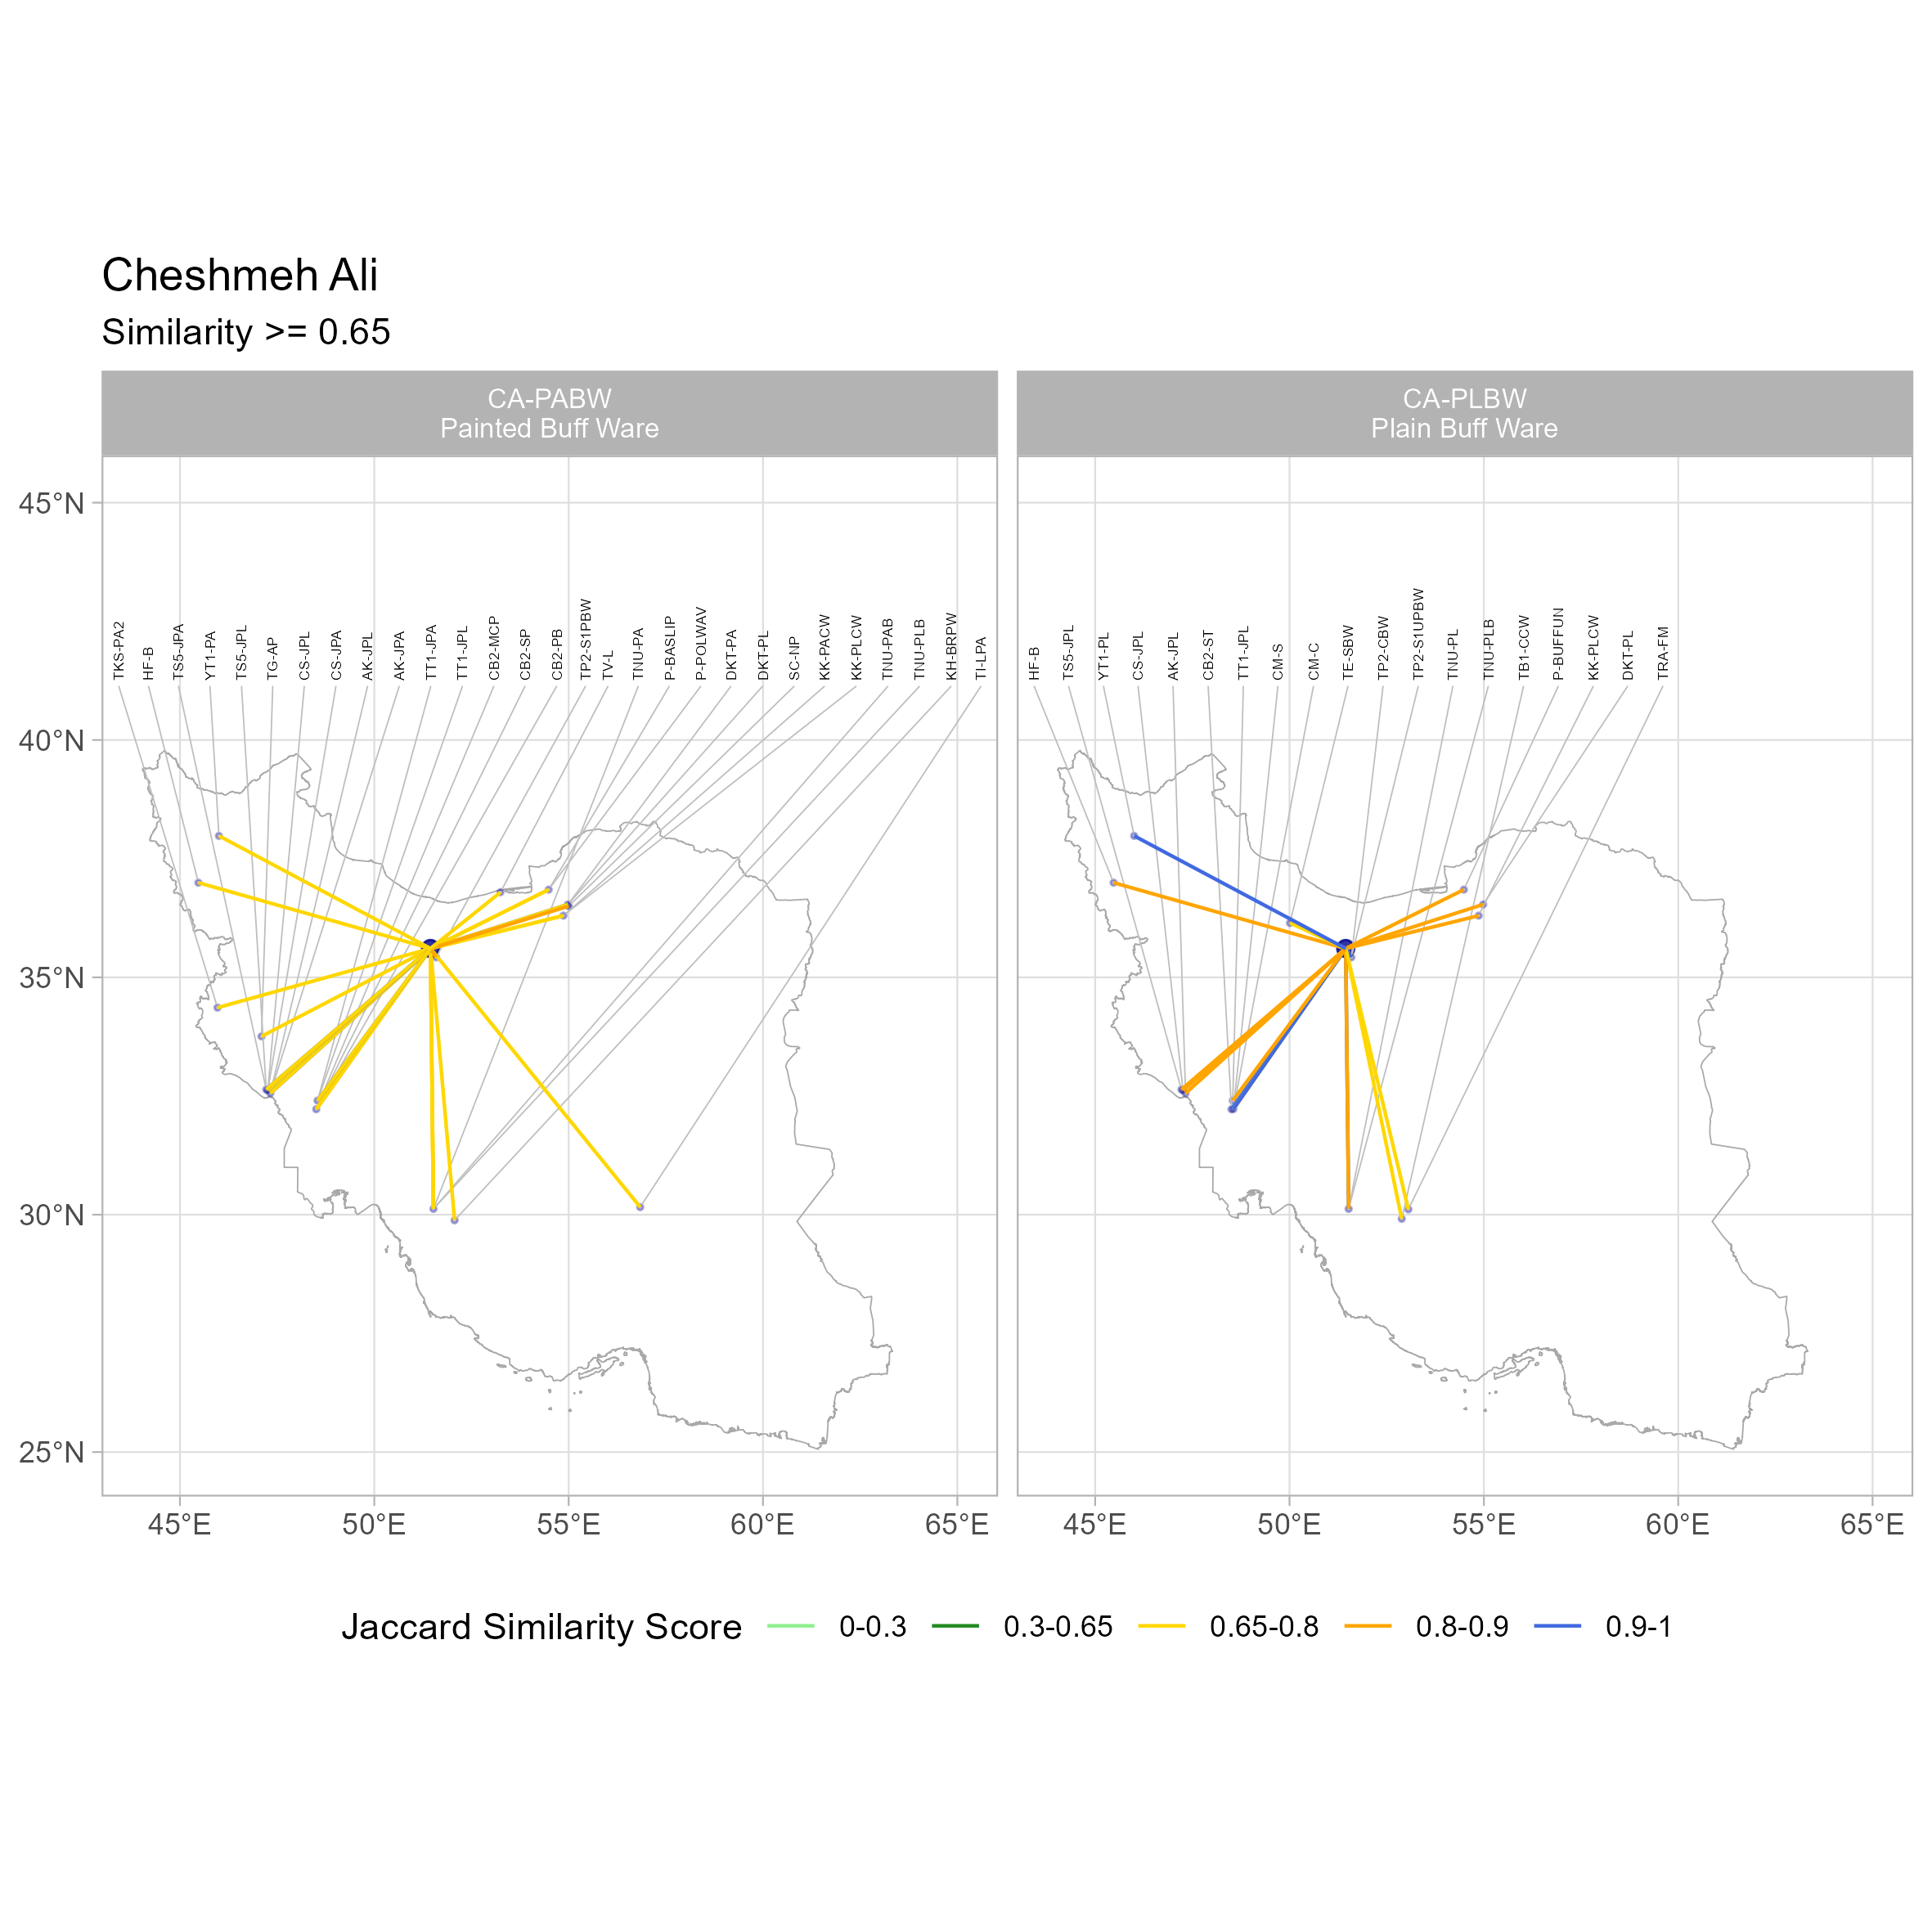 Cheshmeh Ali
Similarity >= 0.65
CA-PABW
Painted Buff Ware
CA-PLBW
Plain Buff Ware
45°N
40°N
35°N
30°N
25°N
TKS-PA2
HF-B
TS5-JPA
YT1-PA
TS5-JPL
TG-AP
CS-JPL
CS-JPA
AK-JPL
AK-JPA
TT1-JPA
TT1-JPL
CB2-MCP
CB2-SP
CB2-PB
TP2-S1PBW
TV-L
TNU-PA
P-BASLIP
P-POLWAV
DKT-PA
DKT-PL
SC-NP
KK-PACW
KK-PLCW
TNU-PAB
TNU-PLB
KH-BRPW
TI-LPA
HF-B
TS5-JPL
YT1-PL
CS-JPL
AK-JPL
CB2-ST
TT1-JPL
CM-S
CM-C
TE-SBW
TP2-CBW
TP2-S1UPBW
TNU-PL
TNU-PLB
TB1-CCW
P-BUFFUN
KK-PLCW
DKT-PL
TRA-FM
45°E 50°E 55°E 60°E 65°E
45°E 50°E 55°E 60°E 65°E
Jaccard Similarity Score 0-0.3 0.3-0.65 0.65-0.8 0.8-0.9 0.9-1